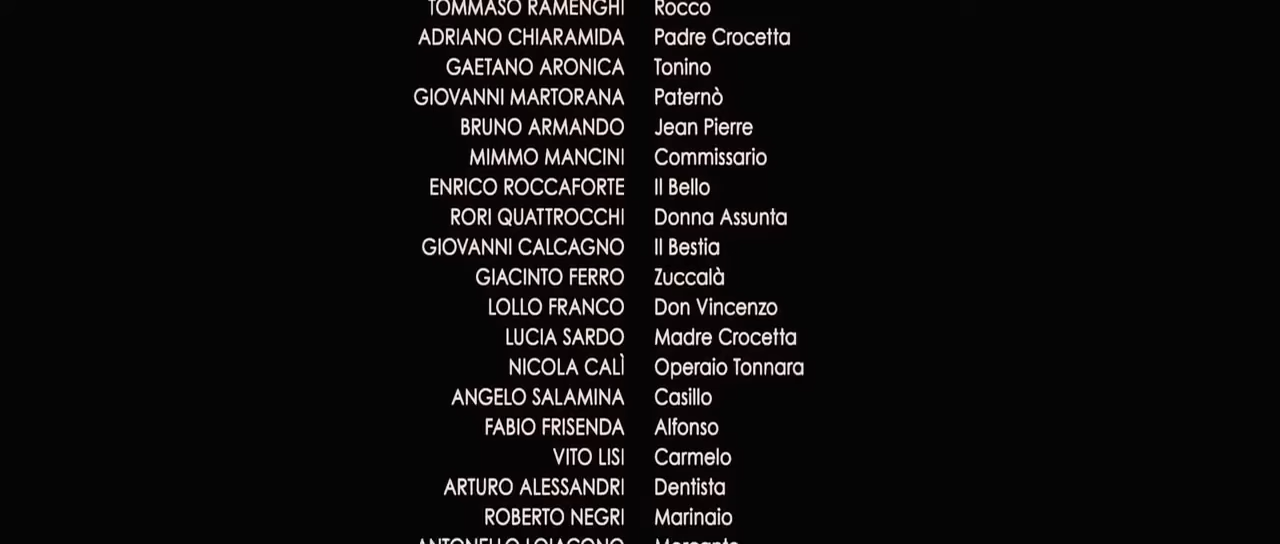 TOMMASO RAMENGHI Rocco
ADRIANO CHIARAMIDA Padre Crocetta
GAETANO ARONICA Tonino
GIOVANNI MARTORANA Paternò
BRUNO ARMANDO Jean Pierre
MIMMO MANCINI Commissario
ENRICO ROCCAFORTE Il Bello
RORI QUATTROCCHI Donna Assunta
GIOVANNI CALCAGNO Il Bestia
GIACINTO FERRO Zuccalà
LOLLO FRANCO Don Vincenzo
LUCIA SARDO Madre Crocetta
NICOLA CALÌ Operaio Tonnara
ANGELO SALAMINA Casillo
FABIO FRISENDA Alfonso
VITO LISI Carmelo
ARTURO ALESSANDRI Dentista
ROBERTO NEGRI Marinaio